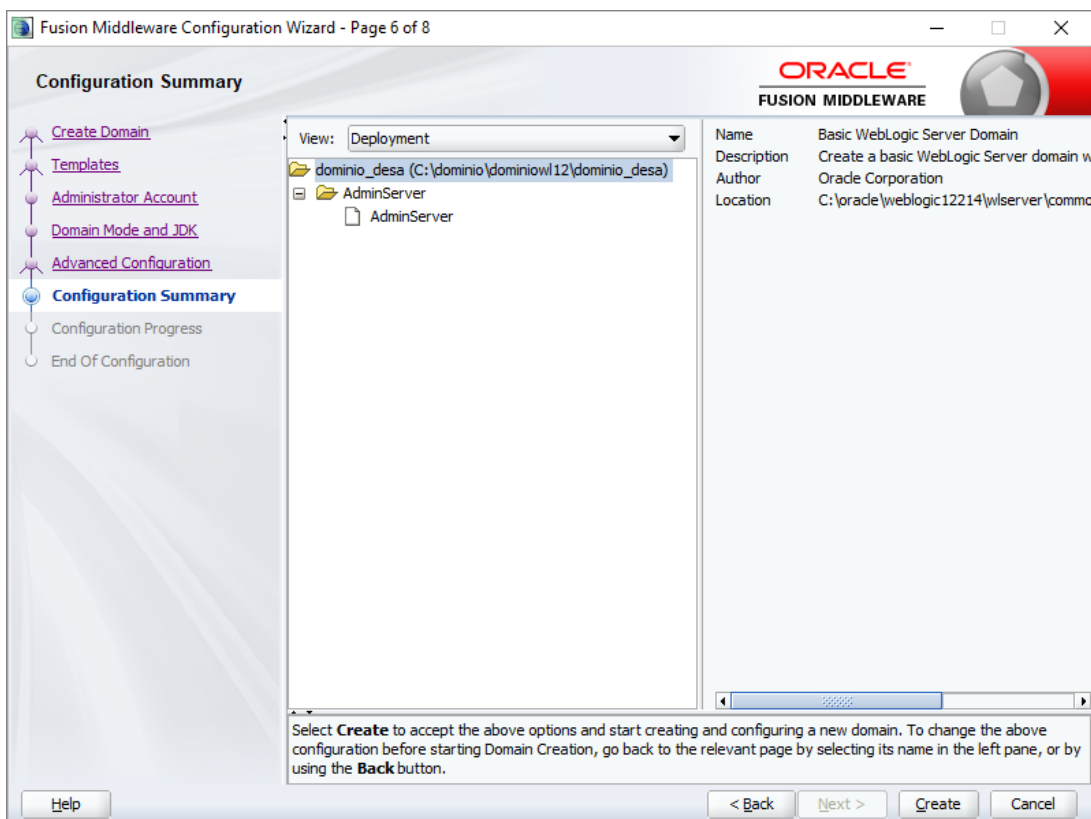 Fusion Middleware Configuration Wizard - Page 6 of 8
Configuration Summary
ORACLE
FUSION MIDDLEWARE
Create Domain
Templates
Administrator Account
Domain Mode and JDK
Advanced Configuration
Configuration Summary
Configuration Progress
End Of Configuration
View: Deployment
dominio_desa (C:\dominio\dominiowl12\dominio_desa)
AdminServer
AdminServer
Name Basic WebLogic Server Domain
Description Create a basic WebLogic Server domain w
Author Oracle Corporation
Location C:\oracle\weblogic12214\wlserver\commo
Select Create to accept the above options and start creating and configuring a new domain. To change the above
configuration before starting Domain Creation, go back to the relevant page by selecting its name in the left pane, or by
using the Back button.
Help
< Back
Next >
Create
Cancel